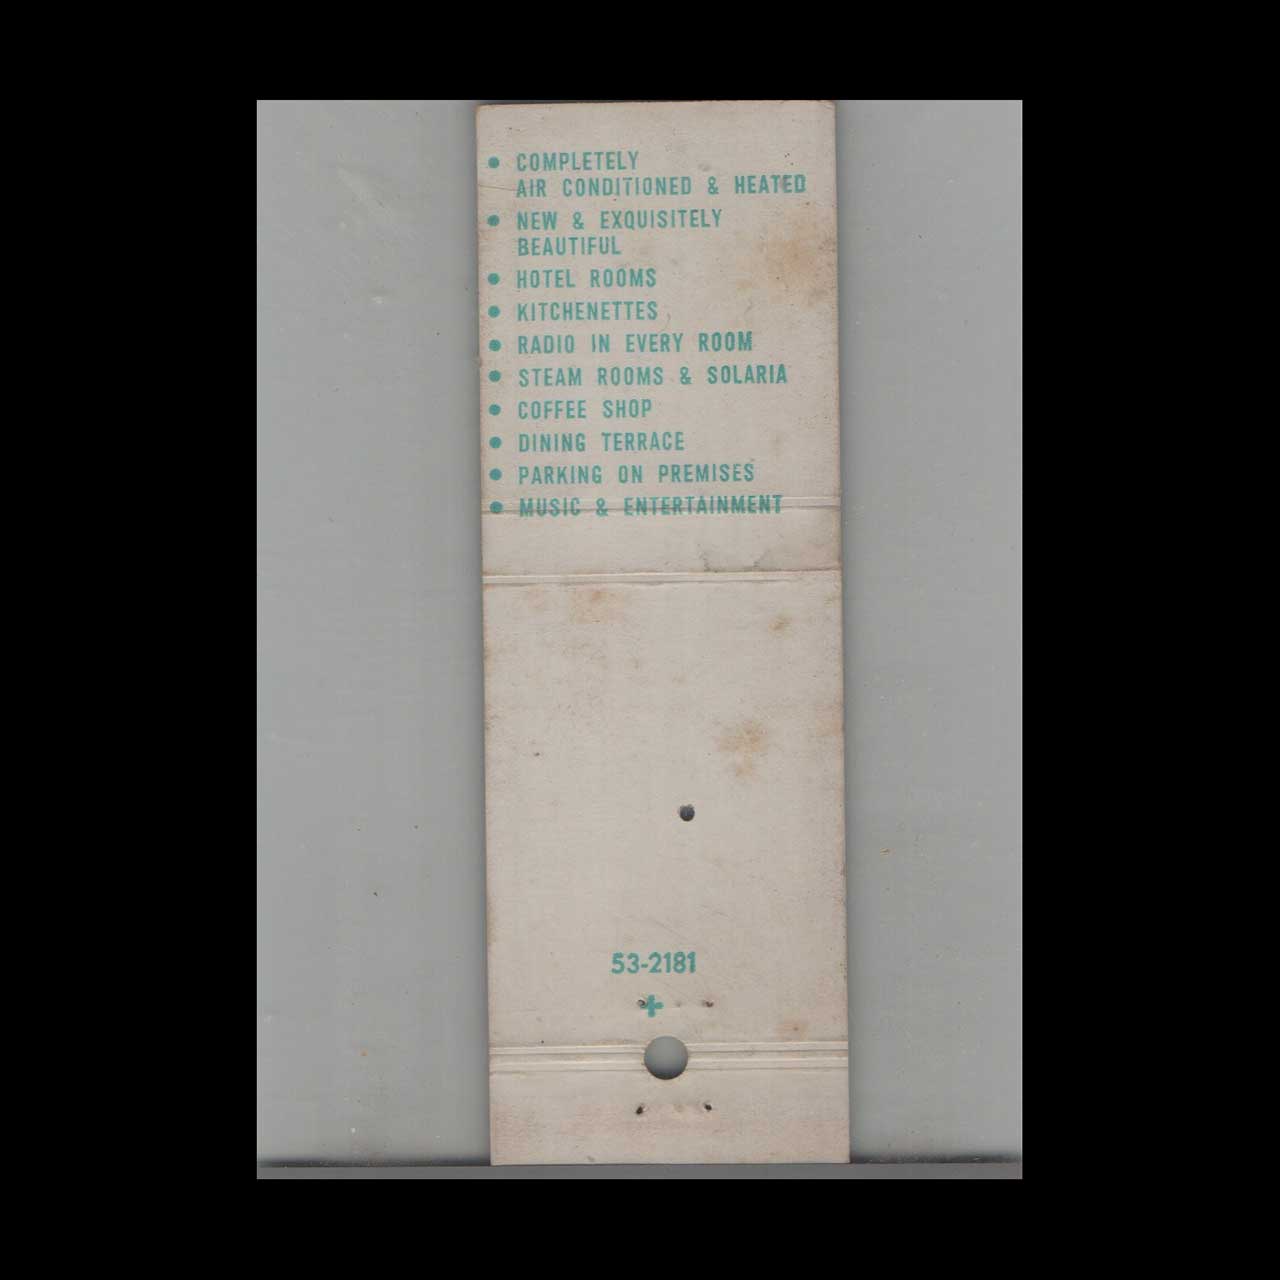 • COMPLETELY
AIR CONDITIONED & HEATED
• NEW & EXQUISITELY
BEAUTIFUL
• HOTEL ROOMS
• KITCHENETTES
• RADIO IN EVERY ROOM
• STEAM ROOMS & SOLARIA
• COFFEE SHOP
• DINING TERRACE
• PARKING ON PREMISES
• MUSIC & ENTERTAINMENT
53-2181
+